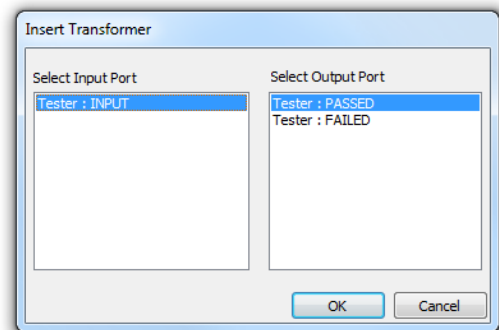 Insert Transformer
Select Input Port
Tester : INPUT
Select Output Port
Tester : PASSED
Tester : FAILED
OK
Cancel